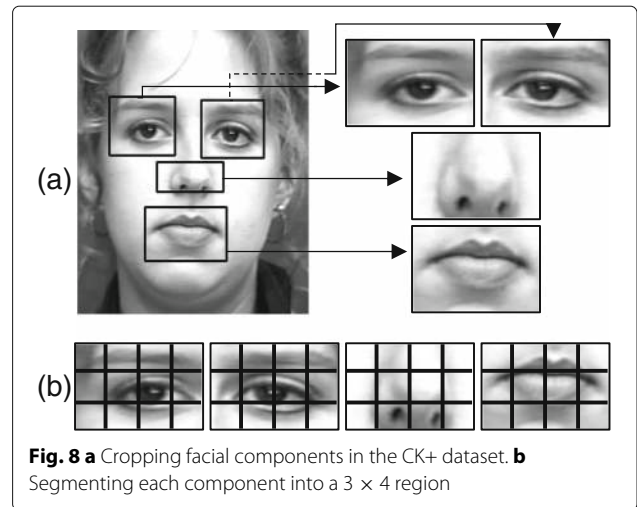 (a)
(b)
Fig. 8 a Cropping facial components in the CK+ dataset. b
Segmenting each component into a 3 × 4 region